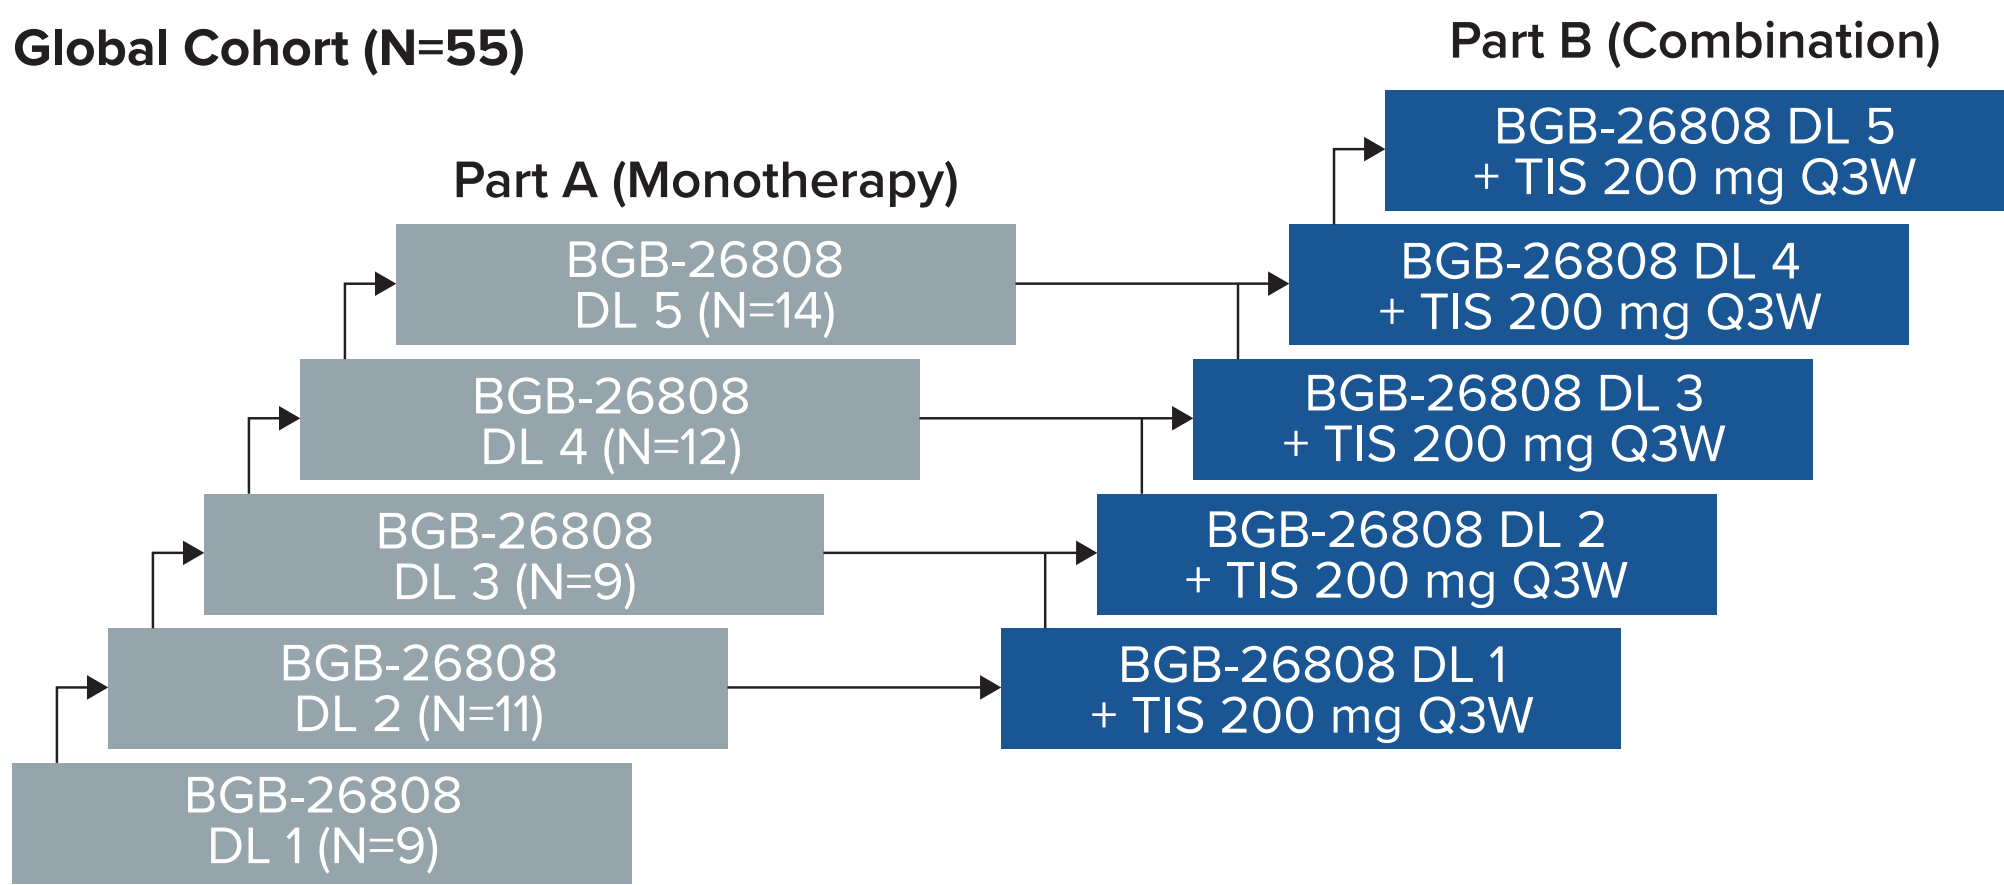 Global Cohort (N=55)
Part B (Combination)
BGB-26808 DL 5
+ TIS 200 mg Q3W
Part A (Monotherapy)
BGB-26808
DL 5 (N=14)
BGB-26808 DL 4
+ TIS 200 mg Q3W
BGB-26808
DL 4 (N=12)
BGB-26808 DL 3
+ TIS 200 mg Q3W
BGB-26808
DL 3 (N=9)
BGB-26808 DL 2
+ TIS 200 mg Q3W
BGB-26808
DL 2 (N=11)
BGB-26808 DL 1
+ TIS 200 mg Q3W
BGB-26808
DL 1 (N=9)